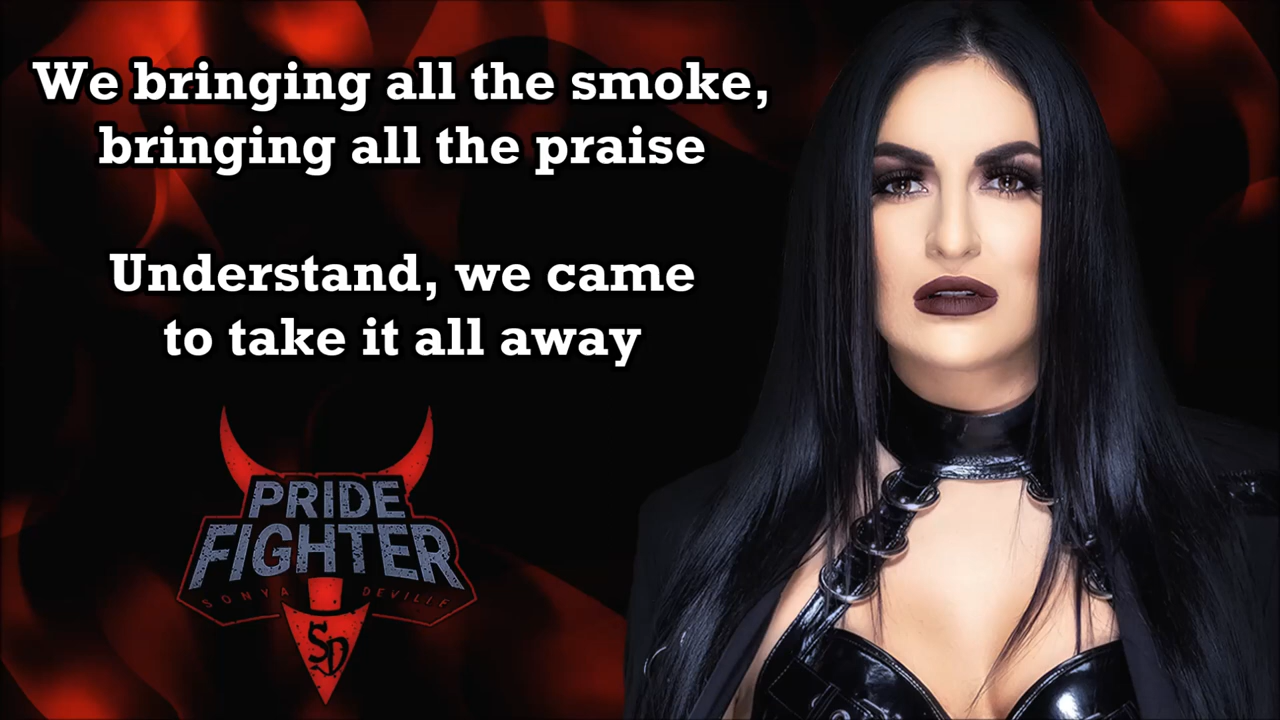 We bringing all the smoke,
bringing all the praise
Understand, we came
to take it all away
PRIDE
FIGHTER
SONYA DEVILLE
SD